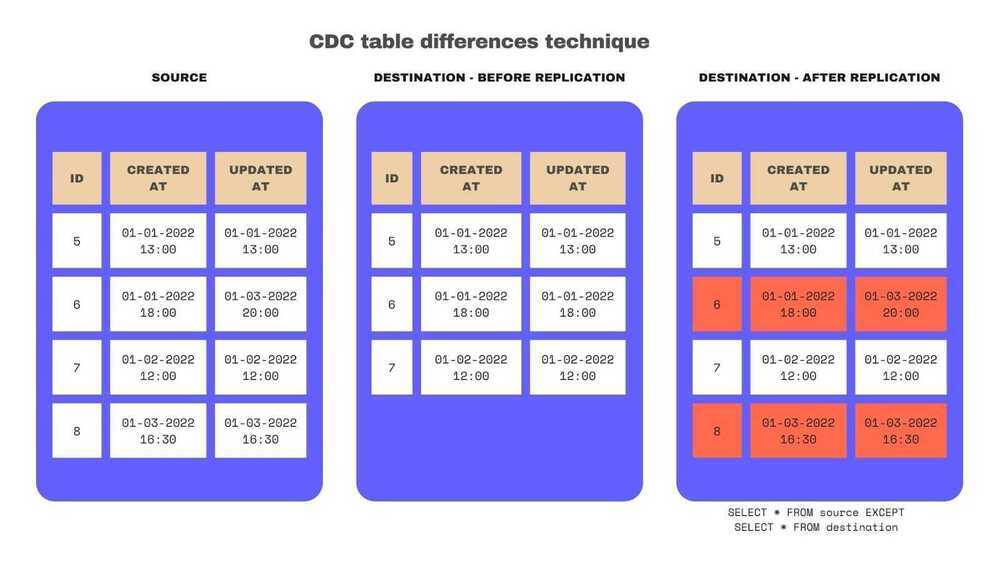 CDC table differences technique
SOURCE
ID CREATED AT UPDATED AT
5 01-01-2022 13:00 01-01-2022 13:00
6 01-01-2022 18:00 01-03-2022 20:00
7 01-02-2022 12:00 01-02-2022 12:00
8 01-03-2022 16:30 01-03-2022 16:30
DESTINATION - BEFORE REPLICATION
ID CREATED AT UPDATED AT
5 01-01-2022 13:00 01-01-2022 13:00
6 01-01-2022 18:00 01-01-2022 18:00
7 01-02-2022 12:00 01-02-2022 12:00
DESTINATION - AFTER REPLICATION
ID CREATED AT UPDATED AT
5 01-01-2022 13:00 01-01-2022 13:00
6 01-01-2022 18:00 01-03-2022 20:00
7 01-02-2022 12:00 01-02-2022 12:00
8 01-03-2022 16:30 01-03-2022 16:30
SELECT * FROM source EXCEPT
SELECT * FROM destination